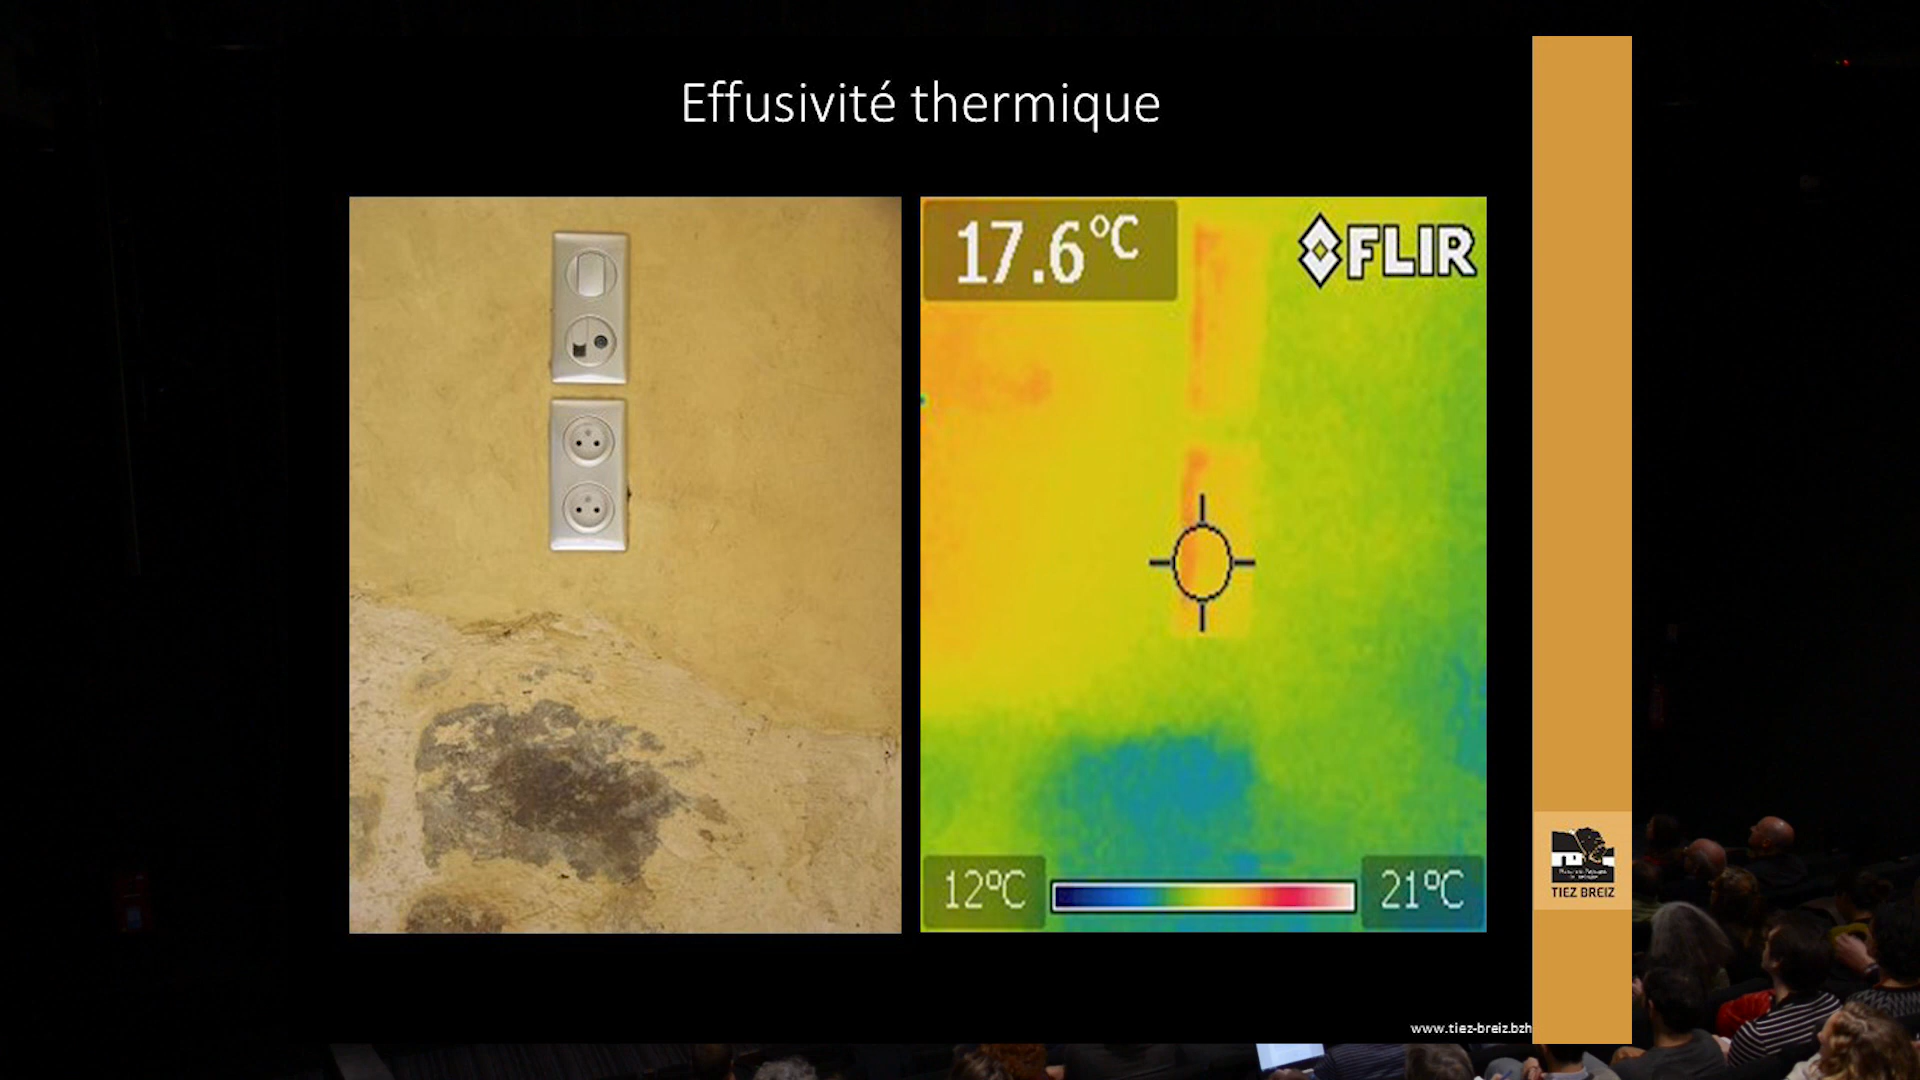 Effusivité thermique
17.6°C
FLIR
12°C
21°C
TIEZ BREIZ
www.tiez-breiz.bzh